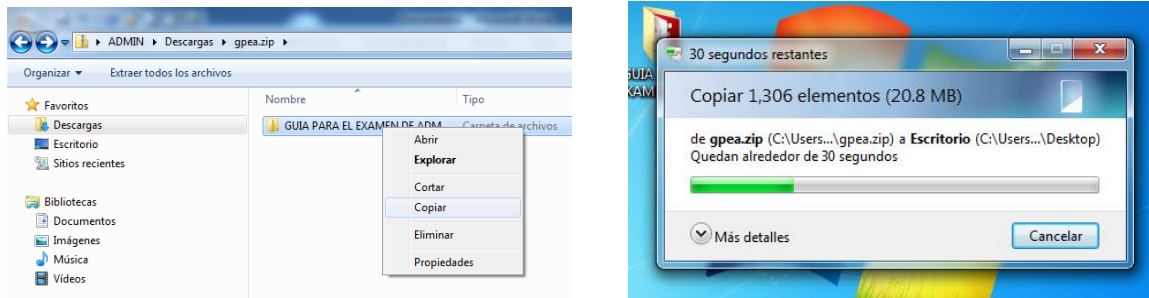 ADMIN ▸ Descargas ▸ gpea.zip ▸
Organizar ▾ Extraer todos los archivos
Favoritos
Descargas
Escritorio
Sitios recientes
Bibliotecas
Documentos
Imágenes
Música
Vídeos
Nombre Tipo
GUIA PARA EL EXAMEN DE ADM Carpeta de archivos
Abrir
Explorar
Cortar
Copiar
Eliminar
Propiedades
GUIA
30 segundos restantes
Copiar 1,306 elementos (20.8 MB)
de gpea.zip (C:\Users...\gpea.zip) a Escritorio (C:\Users...\Desktop)
Quedan alrededor de 30 segundos
Más detalles
Cancelar